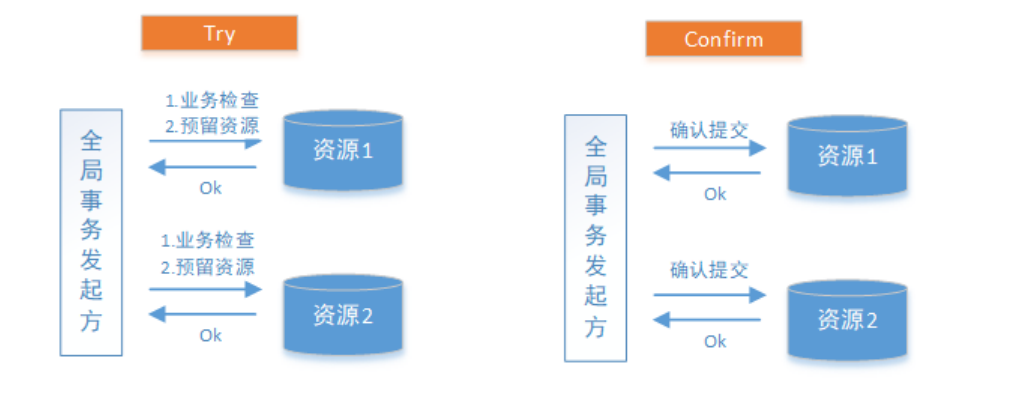 Try
全局事务发起方
1.业务检查
2.预留资源
资源1
Ok
1.业务检查
2.预留资源
资源2
Ok
Confirm
全局事务发起方
确认提交
资源1
Ok
确认提交
资源2
Ok